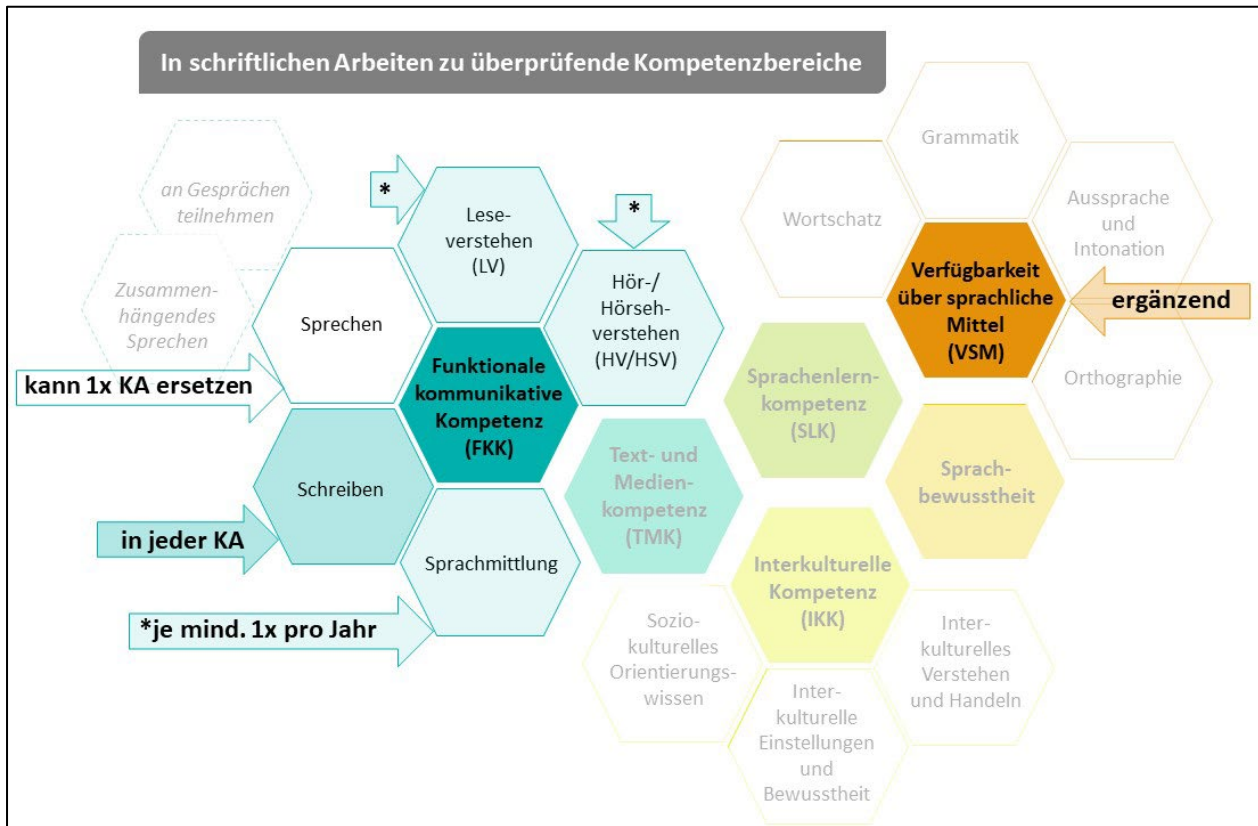 In schriftlichen Arbeiten zu überprüfende Kompetenzbereiche
an Gesprächen
teilnehmen
Zusammen-
hängendes
Sprechen
Sprechen
kann 1x KA ersetzen
*
Lese-
verstehen
(LV)
*
Hör-/
Hörseh-
verstehen
(HV/HSV)
Funktionale
kommunikative
Kompetenz
(FKK)
Schreiben
in jeder KA
Sprachmittlung
*je mind. 1x pro Jahr
Text- und
Medien-
kompetenz
(TMK)
Sprachenlern-
kompetenz
(SLK)
Interkulturelle
Kompetenz
(IKK)
Sozio-
kulturelles
Orientierungs-
wissen
Inter-
kulturelle
Einstellungen
und
Bewusstheit
Inter-
kulturelles
Verstehen
und Handeln
Grammatik
Wortschatz
Aussprache
und
Intonation
Verfügbarkeit
über sprachliche
Mittel
(VSM)
ergänzend
Orthographie
Sprach-
bewusstheit